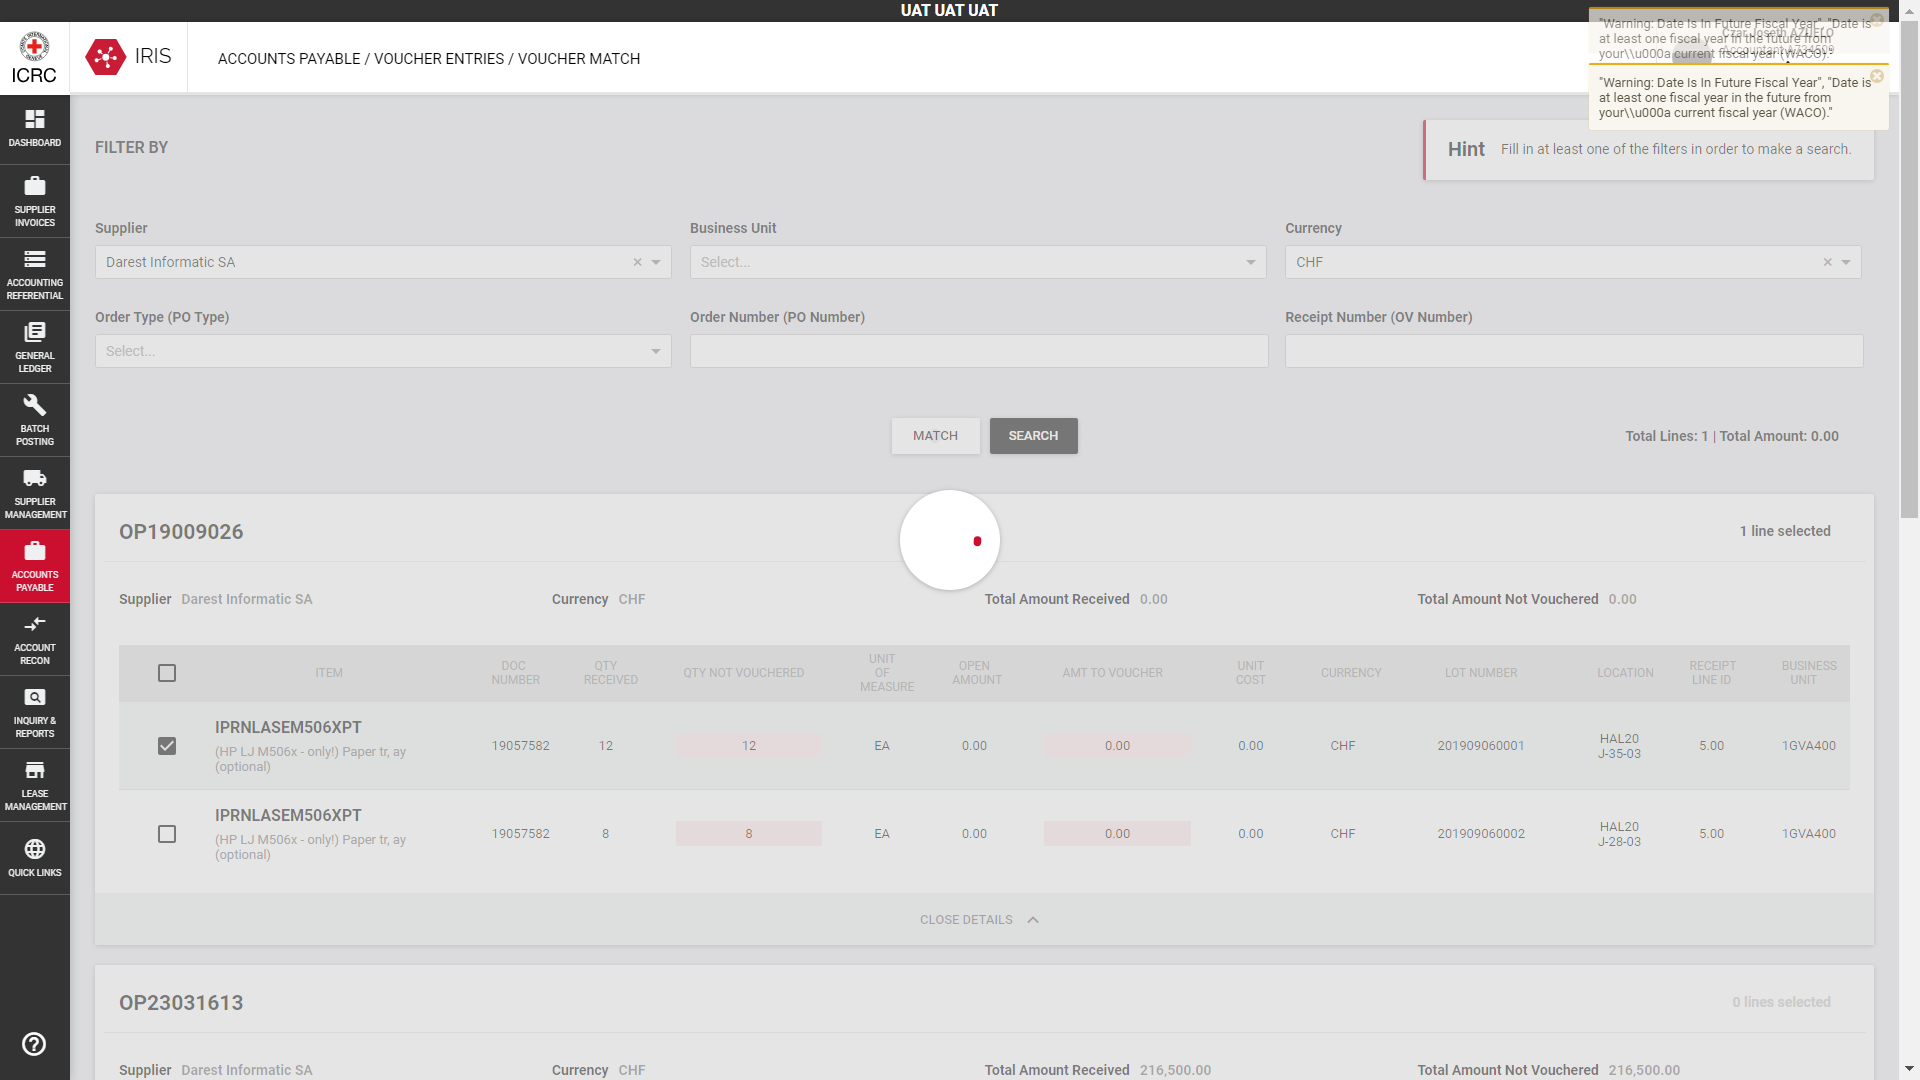 UAT UAT UAT
ICRC
IRIS
ACCOUNTS PAYABLE / VOUCHER ENTRIES / VOUCHER MATCH
"Warning: Date Is In Future Fiscal Year", "Date is
at least one fiscal year in the future from
your\\u000a current fiscal year (WACO)."
"Warning: Date Is In Future Fiscal Year", "Date is
at least one fiscal year in the future from
your\\u000a current fiscal year (WACO)."
DASHBOARD
SUPPLIER
INVOICES
ACCOUNTING
REFERENTIAL
GENERAL
LEDGER
BATCH
POSTING
SUPPLIER
MANAGEMENT
ACCOUNTS
PAYABLE
ACCOUNT
RECON
INQUIRY &
REPORTS
LEASE
MANAGEMENT
QUICK LINKS
FILTER BY
Hint Fill in at least one of the filters in order to make a search.
Supplier
Business Unit
Currency
Darest Informatic SA
Select...
CHF
Order Type (PO Type)
Order Number (PO Number)
Receipt Number (OV Number)
Select...
MATCH
SEARCH
Total Lines: 1 | Total Amount: 0.00
OP19009026
1 line selected
Supplier Darest Informatic SA
Currency CHF
Total Amount Received 0.00
Total Amount Not Vouchered 0.00
ITEM
DOC
NUMBER
QTY
RECEIVED
QTY NOT VOUCHERED
UNIT
OF
MEASURE
OPEN
AMOUNT
AMT TO VOUCHER
UNIT
COST
CURRENCY
LOT NUMBER
LOCATION
RECEIPT
LINE ID
BUSINESS
UNIT
IPRNLASEM506XPT
(HP LJ M506x - only!) Paper tr, ay
(optional)
19057582
12
12
EA
0.00
0.00
0.00
CHF
201909060001
HAL20
J-35-03
5.00
1GVA400
IPRNLASEM506XPT
(HP LJ M506x - only!) Paper tr, ay
(optional)
19057582
8
8
EA
0.00
0.00
0.00
CHF
201909060002
HAL20
J-28-03
5.00
1GVA400
CLOSE DETAILS
OP23031613
0 lines selected
Supplier Darest Informatic SA
Currency CHF
Total Amount Received 216,500.00
Total Amount Not Vouchered 216,500.00